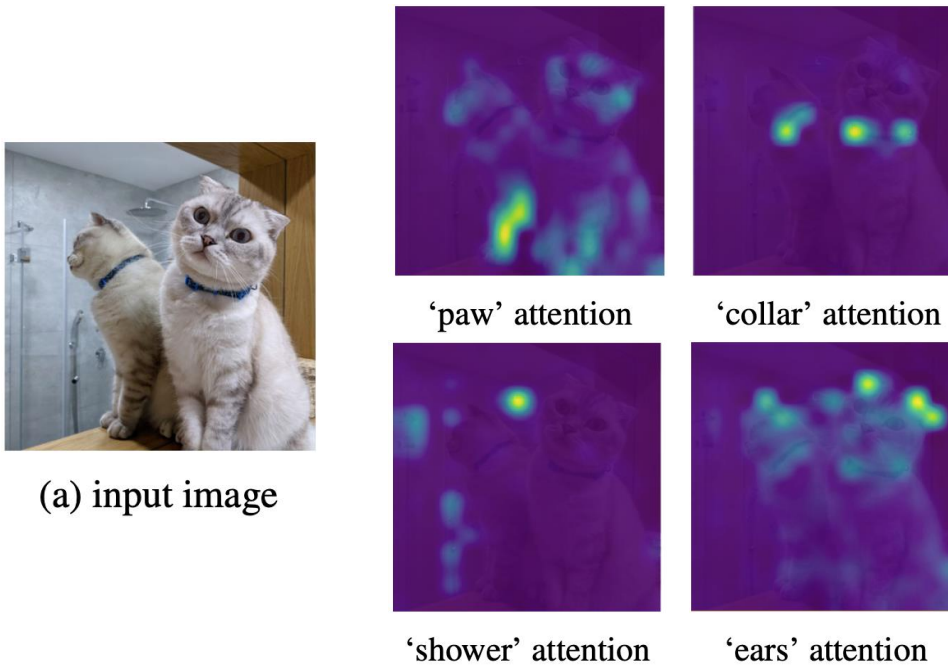 ‘paw’ attention
‘collar’ attention
(a) input image
‘shower’ attention
‘ears’ attention